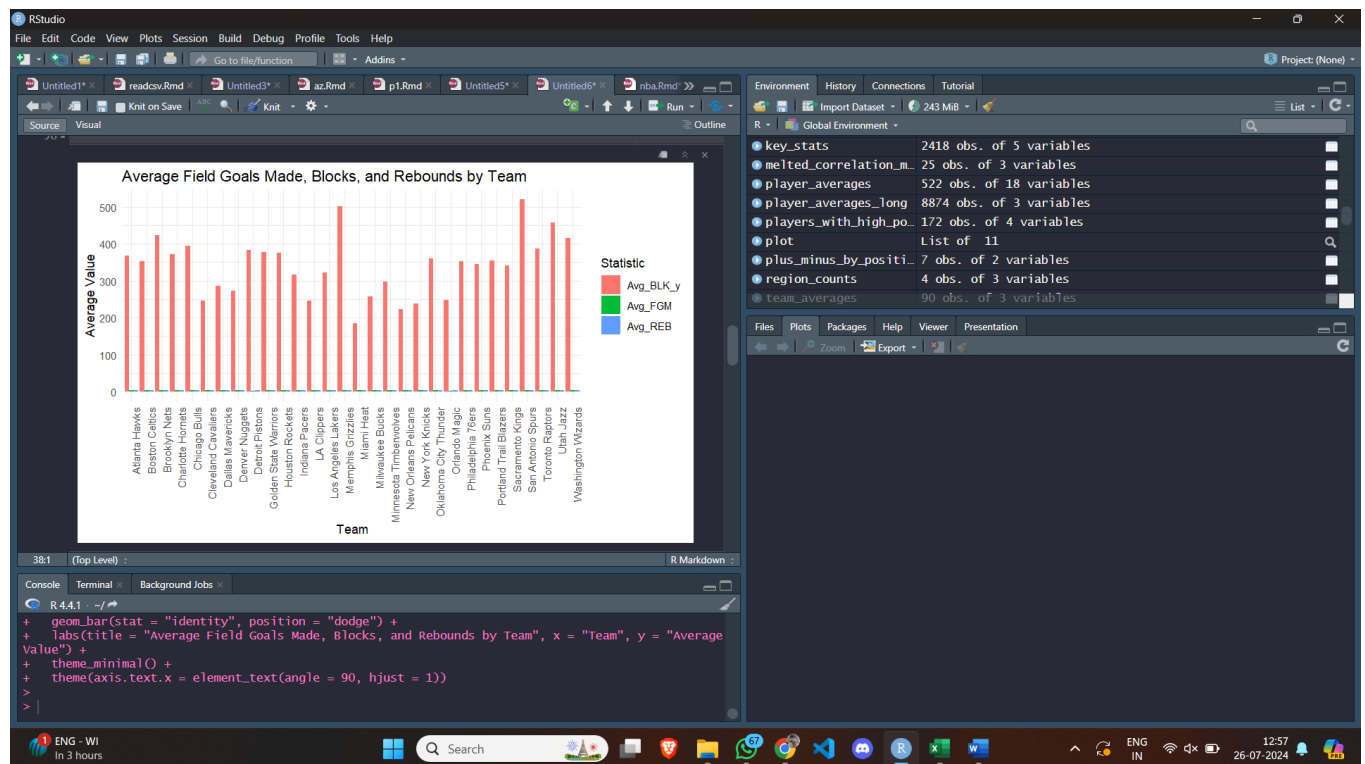 RStudio
File Edit Code View Plots Session Build Debug Profile Tools Help
Go to file/function Addins Project: (None)
Untitled1* readcsv.Rmd Untitled3* az.Rmd p1.Rmd Untitled5* Untitled6* nba.Rmd*
Knit on Save ABC Knit Run
Source Visual Outline
Average Field Goals Made, Blocks, and Rebounds by Team
500
400
300
200
100
0
Average Value
Statistic
Avg_BLK_y
Avg_FGM
Avg_REB
Atlanta Hawks
Boston Celtics
Brooklyn Nets
Charlotte Hornets
Chicago Bulls
Cleveland Cavaliers
Dallas Mavericks
Denver Nuggets
Detroit Pistons
Golden State Warriors
Houston Rockets
Indiana Pacers
LA Clippers
Los Angeles Lakers
Memphis Grizzlies
Miami Heat
Milwaukee Bucks
Minnesota Timberwolves
New Orleans Pelicans
New York Knicks
Oklahoma City Thunder
Orlando Magic
Philadelphia 76ers
Phoenix Suns
Portland Trail Blazers
Sacramento Kings
San Antonio Spurs
Toronto Raptors
Utah Jazz
Washington Wizards
Team
38:1 (Top Level) R Markdown
Console Terminal Background Jobs
R 4.4.1 · ~/
+ geom_bar(stat = "identity", position = "dodge") +
+ labs(title = "Average Field Goals Made, Blocks, and Rebounds by Team", x = "Team", y = "Average
Value") +
+ theme_minimal() +
+ theme(axis.text.x = element_text(angle = 90, hjust = 1))
>
>
Environment History Connections Tutorial
Import Dataset 243 MiB List
R Global Environment
key_stats 2418 obs. of 5 variables
melted_correlation_m… 25 obs. of 3 variables
player_averages 522 obs. of 18 variables
player_averages_long 8874 obs. of 3 variables
players_with_high_po… 172 obs. of 4 variables
plot List of 11
plus_minus_by_positi… 7 obs. of 2 variables
region_counts 4 obs. of 3 variables
team_averages 90 obs. of 3 variables
Files Plots Packages Help Viewer Presentation
Zoom Export
1 ENG - WI
In 3 hours
Search
67
ENG
IN
12:57
26-07-2024
PRE